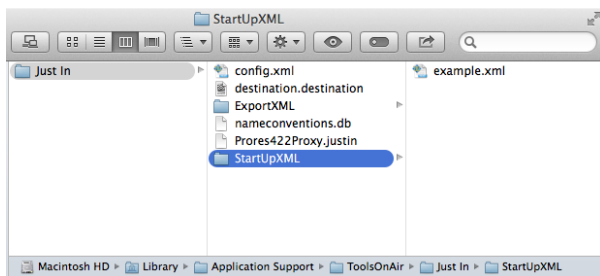 StartUpXML
Just In
config.xml
destination.destination
ExportXML
nameconventions.db
Prores422Proxy.justin
StartUpXML
example.xml
Macintosh HD ▸ Library ▸ Application Support ▸ ToolsOnAir ▸ Just In ▸ StartUpXML